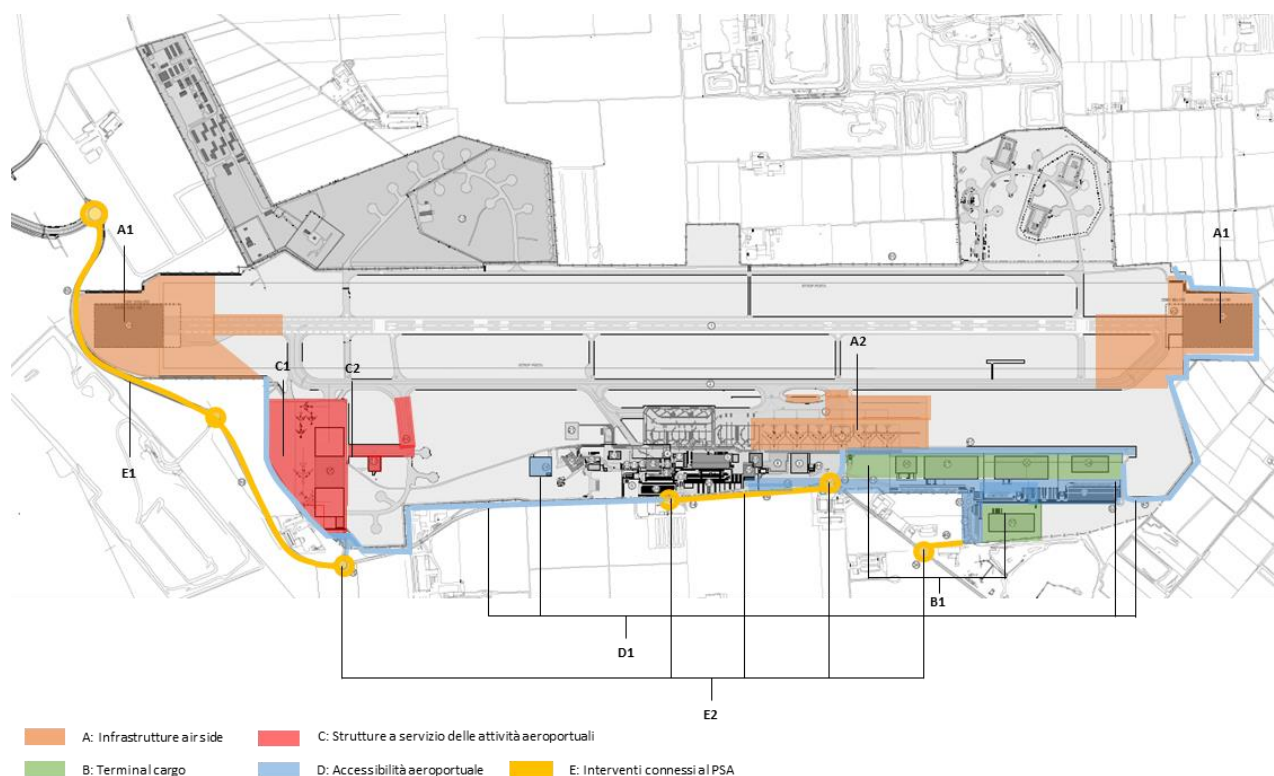 A1
A1
A2
C1
C2
E1
B1
D1
E2
A: Infrastrutture air side
C: Strutture a servizio delle attività aeroportuali
B: Terminal cargo
D: Accessibilità aeroportuale
E: Interventi connessi al PSA